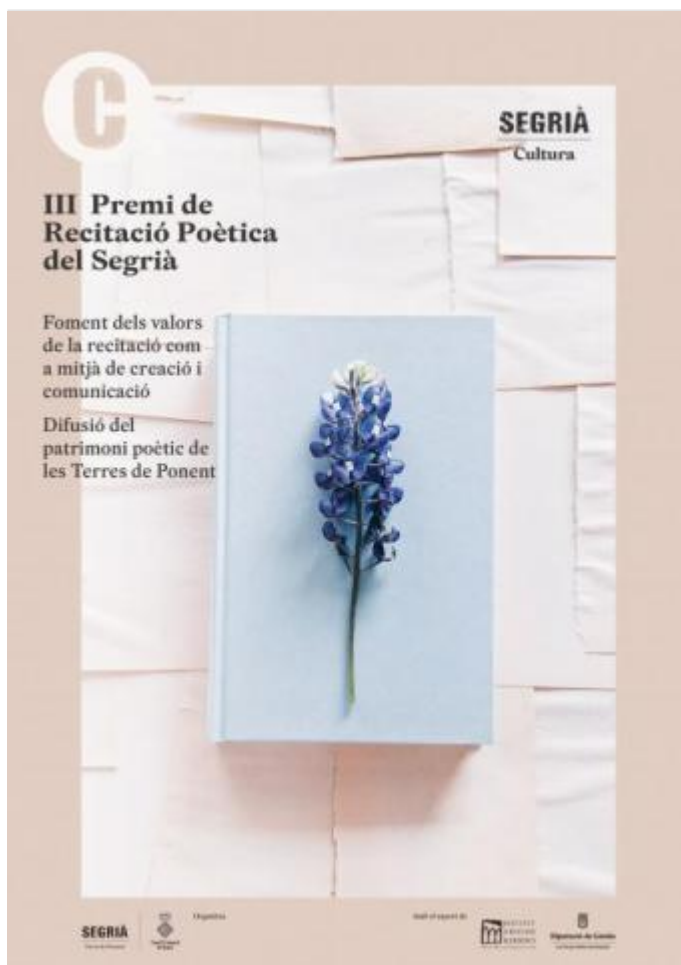 C
SEGRIÀ
Cultura
III Premi de
Recitació Poètica
del Segrià
Foment dels valors
de la recitació com
a mitjà de creació i
comunicació
Difusió del
patrimoni poètic de
les Terres de Ponent
Organitza
Amb el suport de
SEGRIÀ
Diputació de Lleida